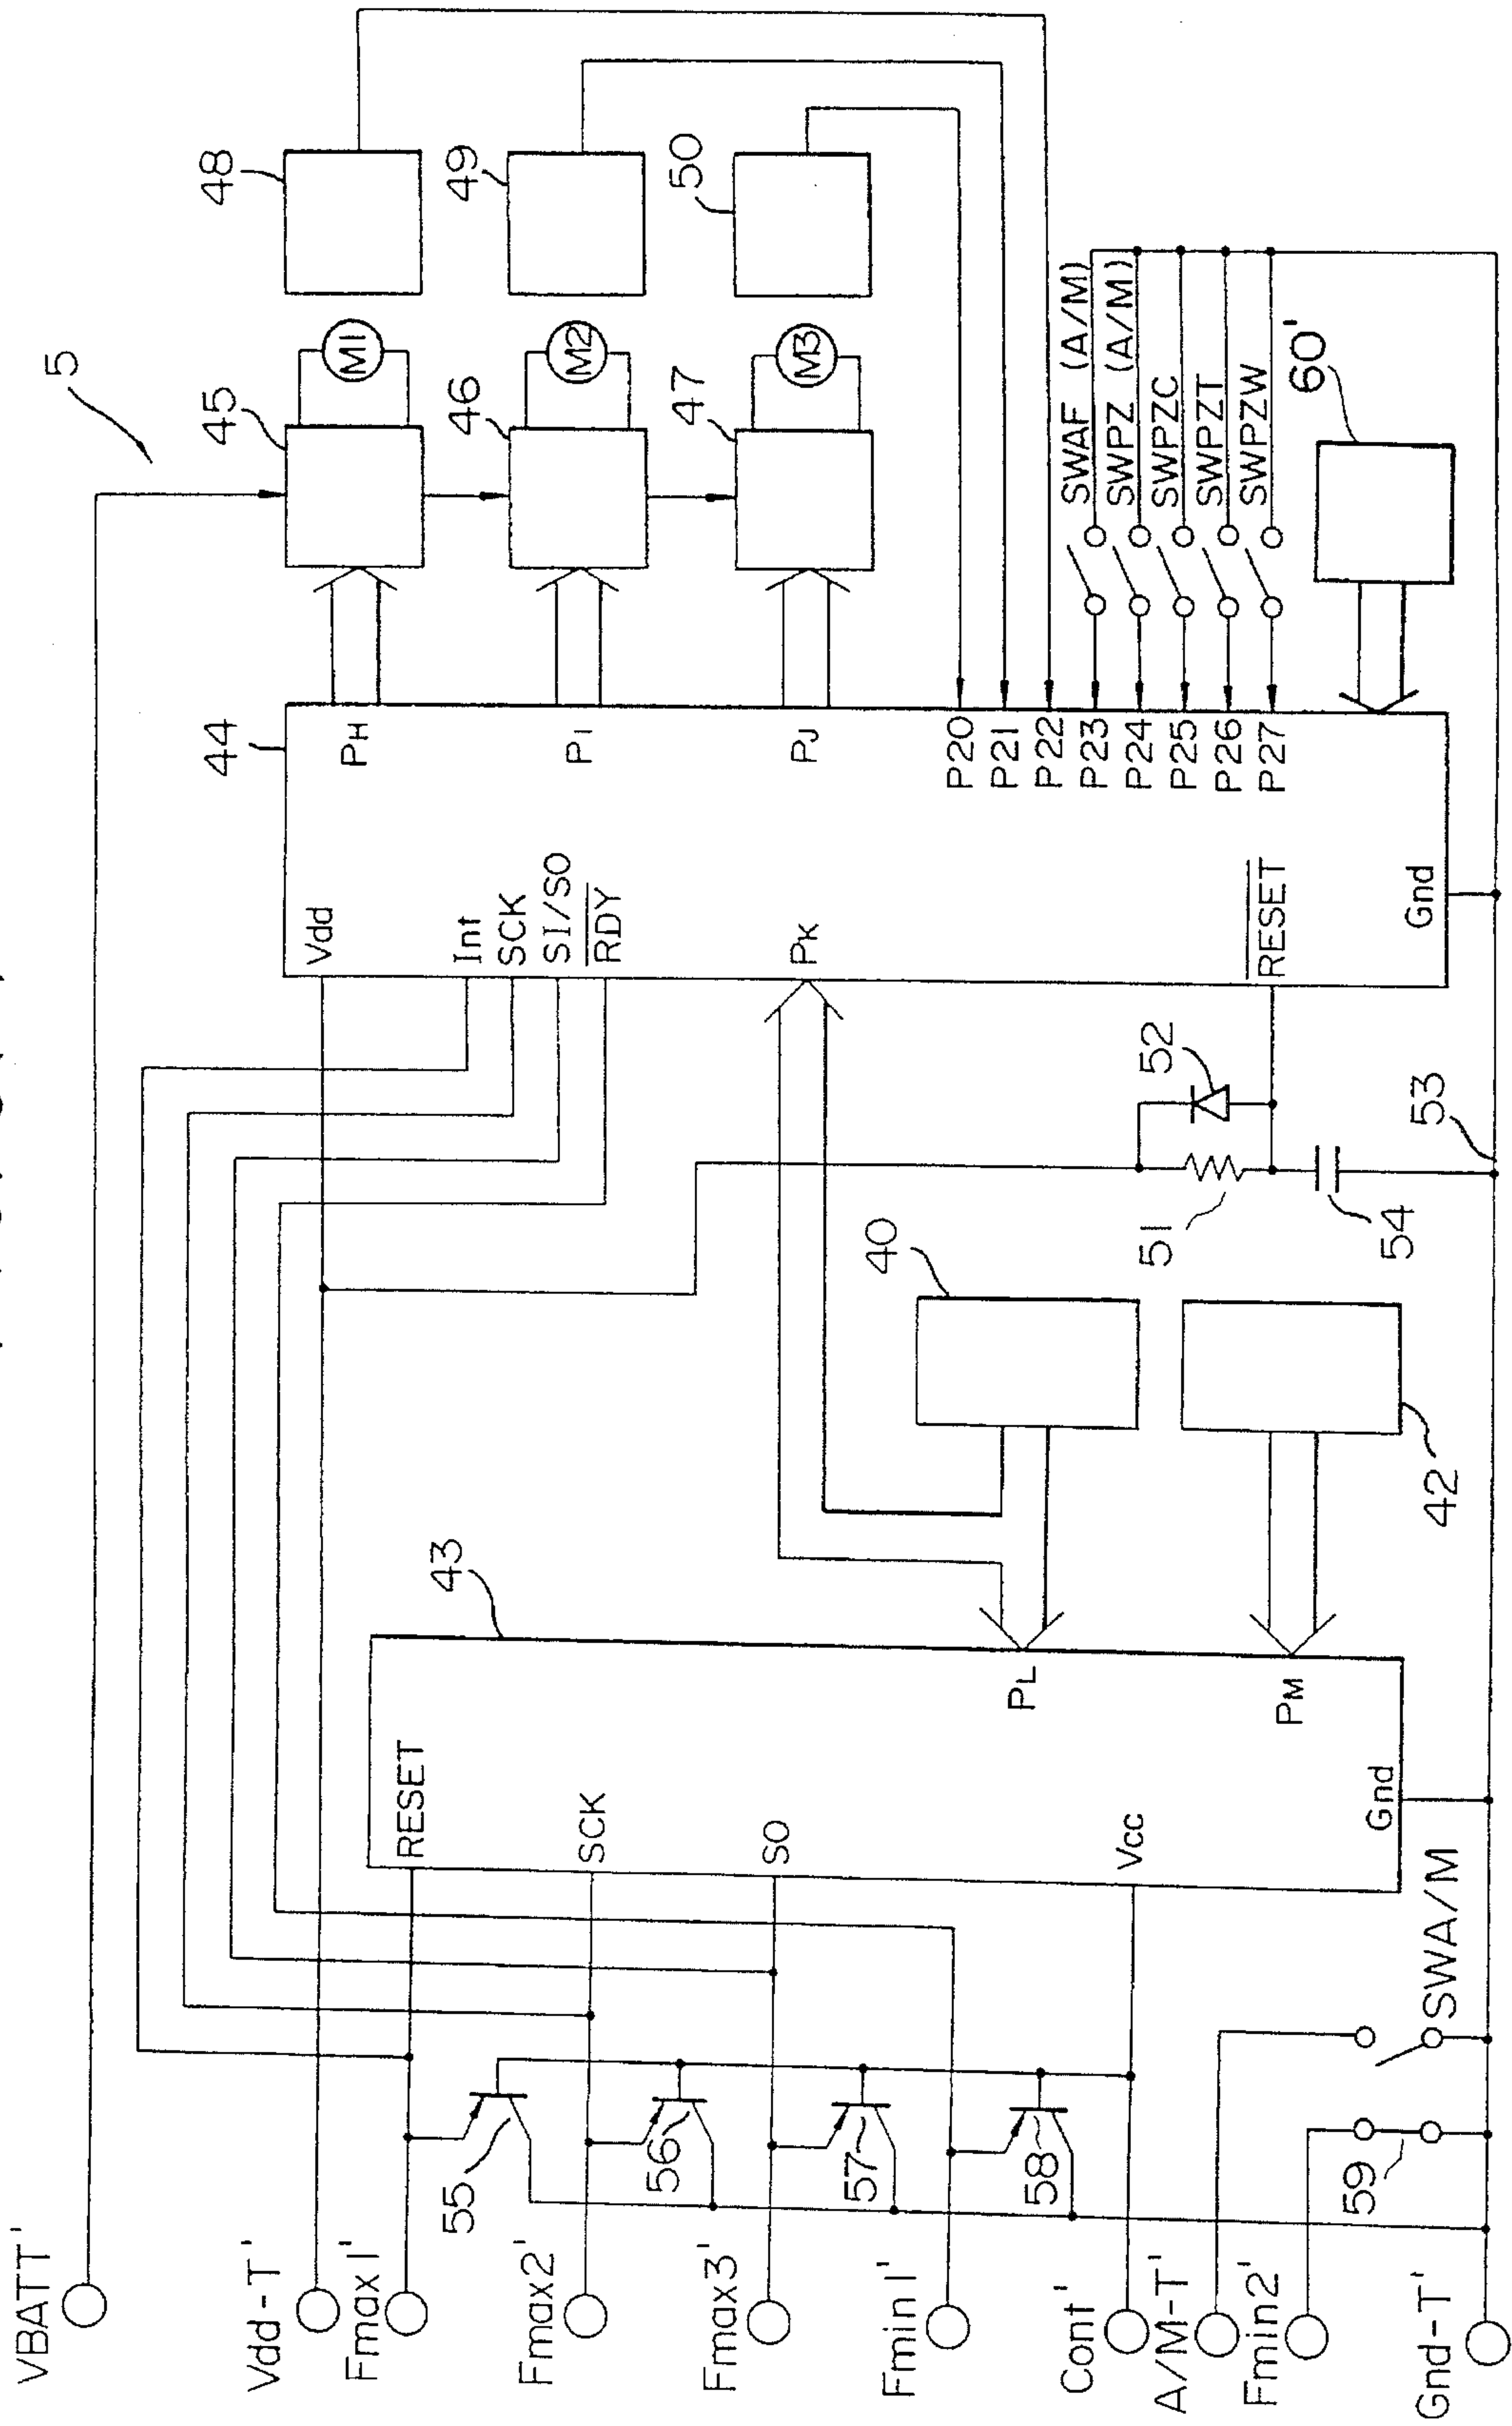 5
VBATT'
Vdd-T'
Fmax1'
Fmax2'
Fmax3'
Fmin1'
Cont'
A/M-T'
Fmin2'
Gnd-T'
55
56
57
58
59
SWA/M
43
RESET
SCK
SO
Vcc
Gnd
PL
PM
40
42
51
52
53
54
44
Vdd
Int
SCK
SI/SO
RDY
PK
RESET
Gnd
PH
PI
PJ
P20
P21
P22
P23
P24
P25
P26
P27
45
46
47
M1
M2
M3
48
49
50
SWAF (A/M)
SWPZ (A/M)
SWPZC
SWPZT
SWPZW
60'